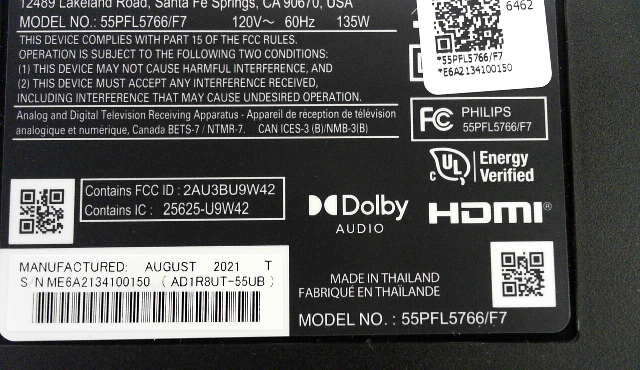 12489 Lakeland Road, Santa Fe Springs, CA 90670, USA
MODEL NO.: 55PFL5766/F7 120V～ 60Hz 135W
THIS DEVICE COMPLIES WITH PART 15 OF THE FCC RULES.
OPERATION IS SUBJECT TO THE FOLLOWING TWO CONDITIONS:
(1) THIS DEVICE MAY NOT CAUSE HARMFUL INTERFERENCE, AND
(2) THIS DEVICE MUST ACCEPT ANY INTERFERENCE RECEIVED,
INCLUDING INTERFERENCE THAT MAY CAUSE UNDESIRED OPERATION.
Analog and Digital Television Receiving Apparatus - Appareil de réception de télévision
analogique et numérique, Canada BETS-7 / NTMR-7. CAN ICES-3 (B)/NMB-3(B)
6462
*55PFL5766/F7
*E6A2134100150
FC PHILIPS
55PFL5766/F7
c UL Energy
Verified
Contains FCC ID : 2AU3BU9W42
Contains IC : 25625-U9W42
Dolby
AUDIO
HDMI®
MANUFACTURED: AUGUST 2021 T
S/N ME6A2134100150 ( AD1R8UT-55UB )
MADE IN THAILAND
FABRIQUÉ EN THAÏLANDE
MODEL NO. : 55PFL5766/F7